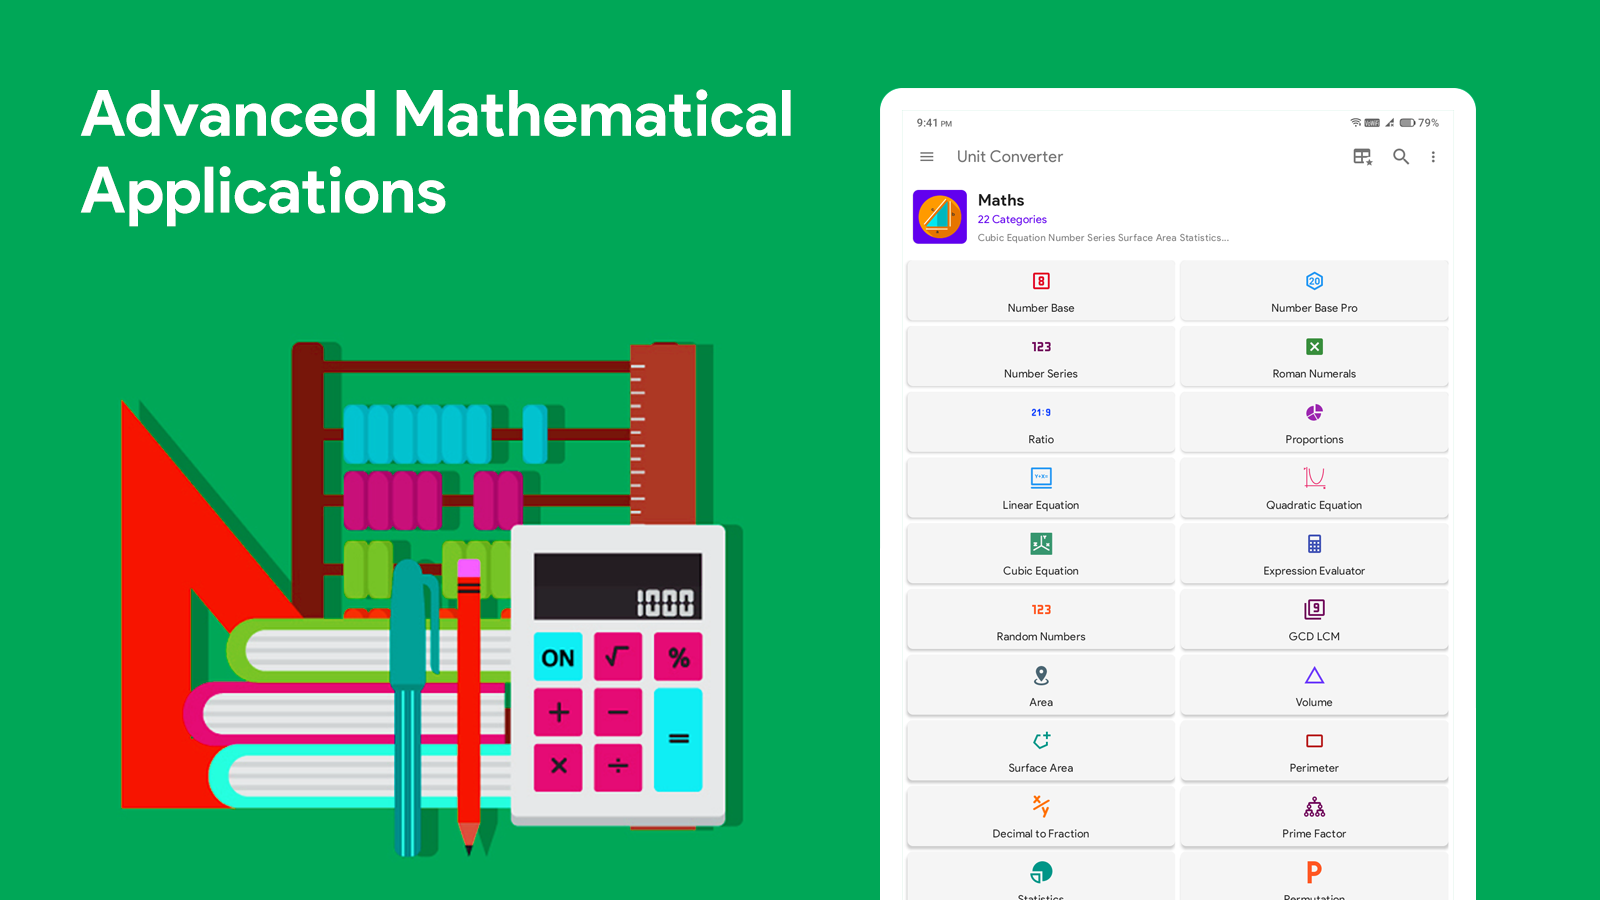 Advanced Mathematical
Applications
1000
ON √ %
+ −
=
× ÷
9:41 PM
79%
Unit Converter
Maths
22 Categories
Cubic Equation Number Series Surface Area Statistics...
8
20
Number Base
Number Base Pro
123
Number Series
Roman Numerals
21:9
Ratio
Proportions
Linear Equation
Quadratic Equation
Cubic Equation
Expression Evaluator
123
9
Random Numbers
GCD LCM
Area
Volume
Surface Area
Perimeter
x/y
Decimal to Fraction
Prime Factor
P
Statistics
Permutation